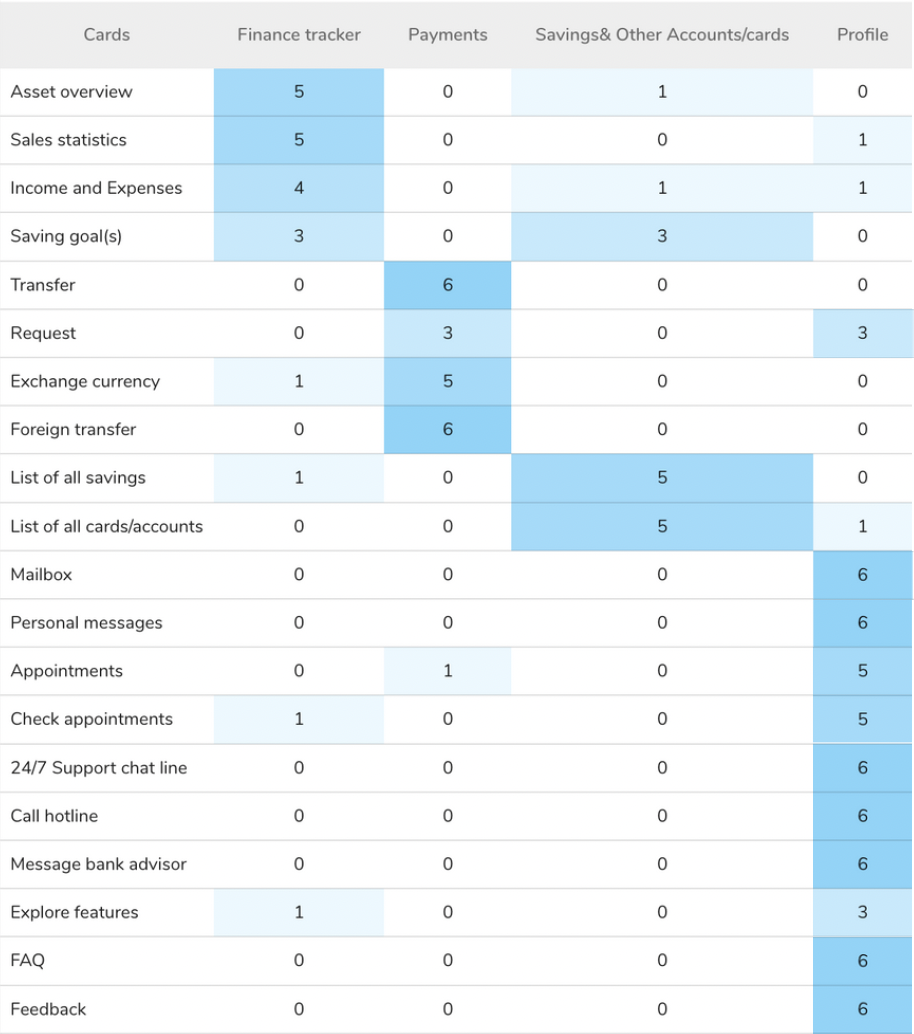 Cards Finance tracker Payments Savings& Other Accounts/cards Profile
Asset overview 5 0 1 0
Sales statistics 5 0 0 1
Income and Expenses 4 0 1 1
Saving goal(s) 3 0 3 0
Transfer 0 6 0 0
Request 0 3 0 3
Exchange currency 1 5 0 0
Foreign transfer 0 6 0 0
List of all savings 1 0 5 0
List of all cards/accounts 0 0 5 1
Mailbox 0 0 0 6
Personal messages 0 0 0 6
Appointments 0 1 0 5
Check appointments 1 0 0 5
24/7 Support chat line 0 0 0 6
Call hotline 0 0 0 6
Message bank advisor 0 0 0 6
Explore features 1 0 0 3
FAQ 0 0 0 6
Feedback 0 0 0 6